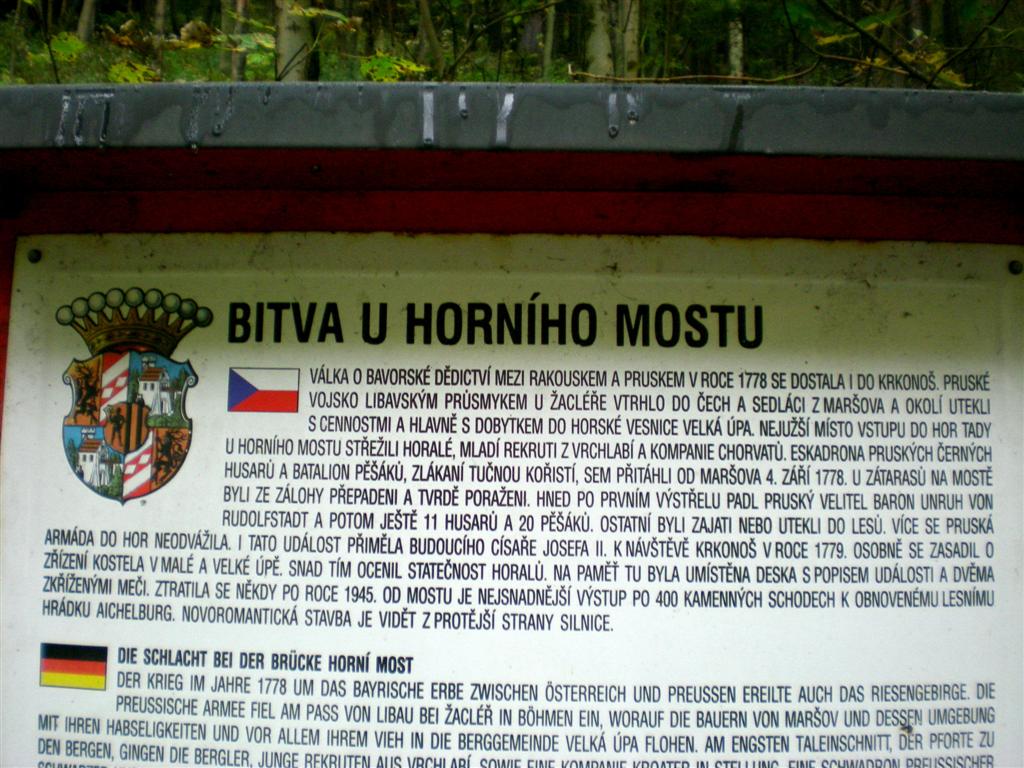 BITVA U HORNÍHO MOSTU
VÁLKA O BAVORSKÉ DĚDICTVÍ MEZI RAKOUSKEM A PRUSKEM V ROCE 1778 SE DOSTALA I DO KRKONOŠ. PRUSKÉ
VOJSKO LIBAVSKÝM PRŮSMYKEM U ŽACLÉŘE VTRHLO DO ČECH A SEDLÁCI Z MARŠOVA A OKOLÍ UTEKLI
S CENNOSTMI A HLAVNĚ S DOBYTKEM DO HORSKÉ VESNICE VELKÁ ÚPA. NEJUŽŠÍ MÍSTO VSTUPU DO HOR TADY
U HORNÍHO MOSTU STŘEŽILI HORALÉ, MLADÍ REKRUTI Z VRCHLABÍ A KOMPANIE CHORVATŮ. ESKADRONA PRUSKÝCH ČERNÝCH
HUSARŮ A BATALION PĚŠÁKŮ, ZLÁKANÍ TUČNOU KOŘISTÍ, SEM PŘITÁHLI OD MARŠOVA 4. ZÁŘÍ 1778. U ZÁTARASŮ NA MOSTĚ
BYLI ZE ZÁLOHY PŘEPADENI A TVRDĚ PORAŽENI. HNED PO PRVNÍM VÝSTŘELU PADL PRUSKÝ VELITEL BARON UNRUH VON
RUDOLFSTADT A POTOM JEŠTĚ 11 HUSARŮ A 20 PĚŠÁKŮ. OSTATNÍ BYLI ZAJATI NEBO UTEKLI DO LESŮ. VÍCE SE PRUSKÁ
ARMÁDA DO HOR NEODVÁŽILA. I TATO UDÁLOST PŘIMĚLA BUDOUCÍHO CÍSAŘE JOSEFA II. K NÁVŠTĚVĚ KRKONOŠ V ROCE 1779. OSOBNĚ SE ZASADIL O
ZŘÍZENÍ KOSTELA V MALÉ A VELKÉ ÚPĚ. SNAD TÍM OCENIL STATEČNOST HORALŮ. NA PAMĚŤ TU BYLA UMÍSTĚNA DESKA S POPISEM UDÁLOSTI A DVĚMA
ZKŘÍŽENÝMI MEČI. ZTRATILA SE NĚKDY PO ROCE 1945. OD MOSTU JE NEJSNADNĚJŠÍ VÝSTUP PO 400 KAMENNÝCH SCHODECH K OBNOVENÉMU LESNÍMU
HRÁDKU AICHELBURG. NOVOROMANTICKÁ STAVBA JE VIDĚT Z PROTĚJŠÍ STRANY SILNICE.
DIE SCHLACHT BEI DER BRÜCKE HORNÍ MOST
DER KRIEG IM JAHRE 1778 UM DAS BAYRISCHE ERBE ZWISCHEN ÖSTERREICH UND PREUSSEN EREILTE AUCH DAS RIESENGEBIRGE. DIE
PREUSSISCHE ARMEE FIEL AM PASS VON LIBAU BEI ŽACLÉŘ IN BÖHMEN EIN, WORAUF DIE BAUERN VON MARŠOV UND DESSEN UMGEBUNG
MIT IHREN HABSELIGKEITEN UND VOR ALLEM IHREM VIEH IN DIE BERGGEMEINDE VELKÁ ÚPA FLOHEN. AM ENGSTEN TALEINSCHNITT, DER PFORTE ZU
DEN BERGEN, GINGEN DIE BERGLER, JUNGE REKRUTEN AUS VRCHLABÍ, SOWIE EINE KOMPANIE KROATER IN STELLUNG. EINE SCHWADRON PREUSSISCHER